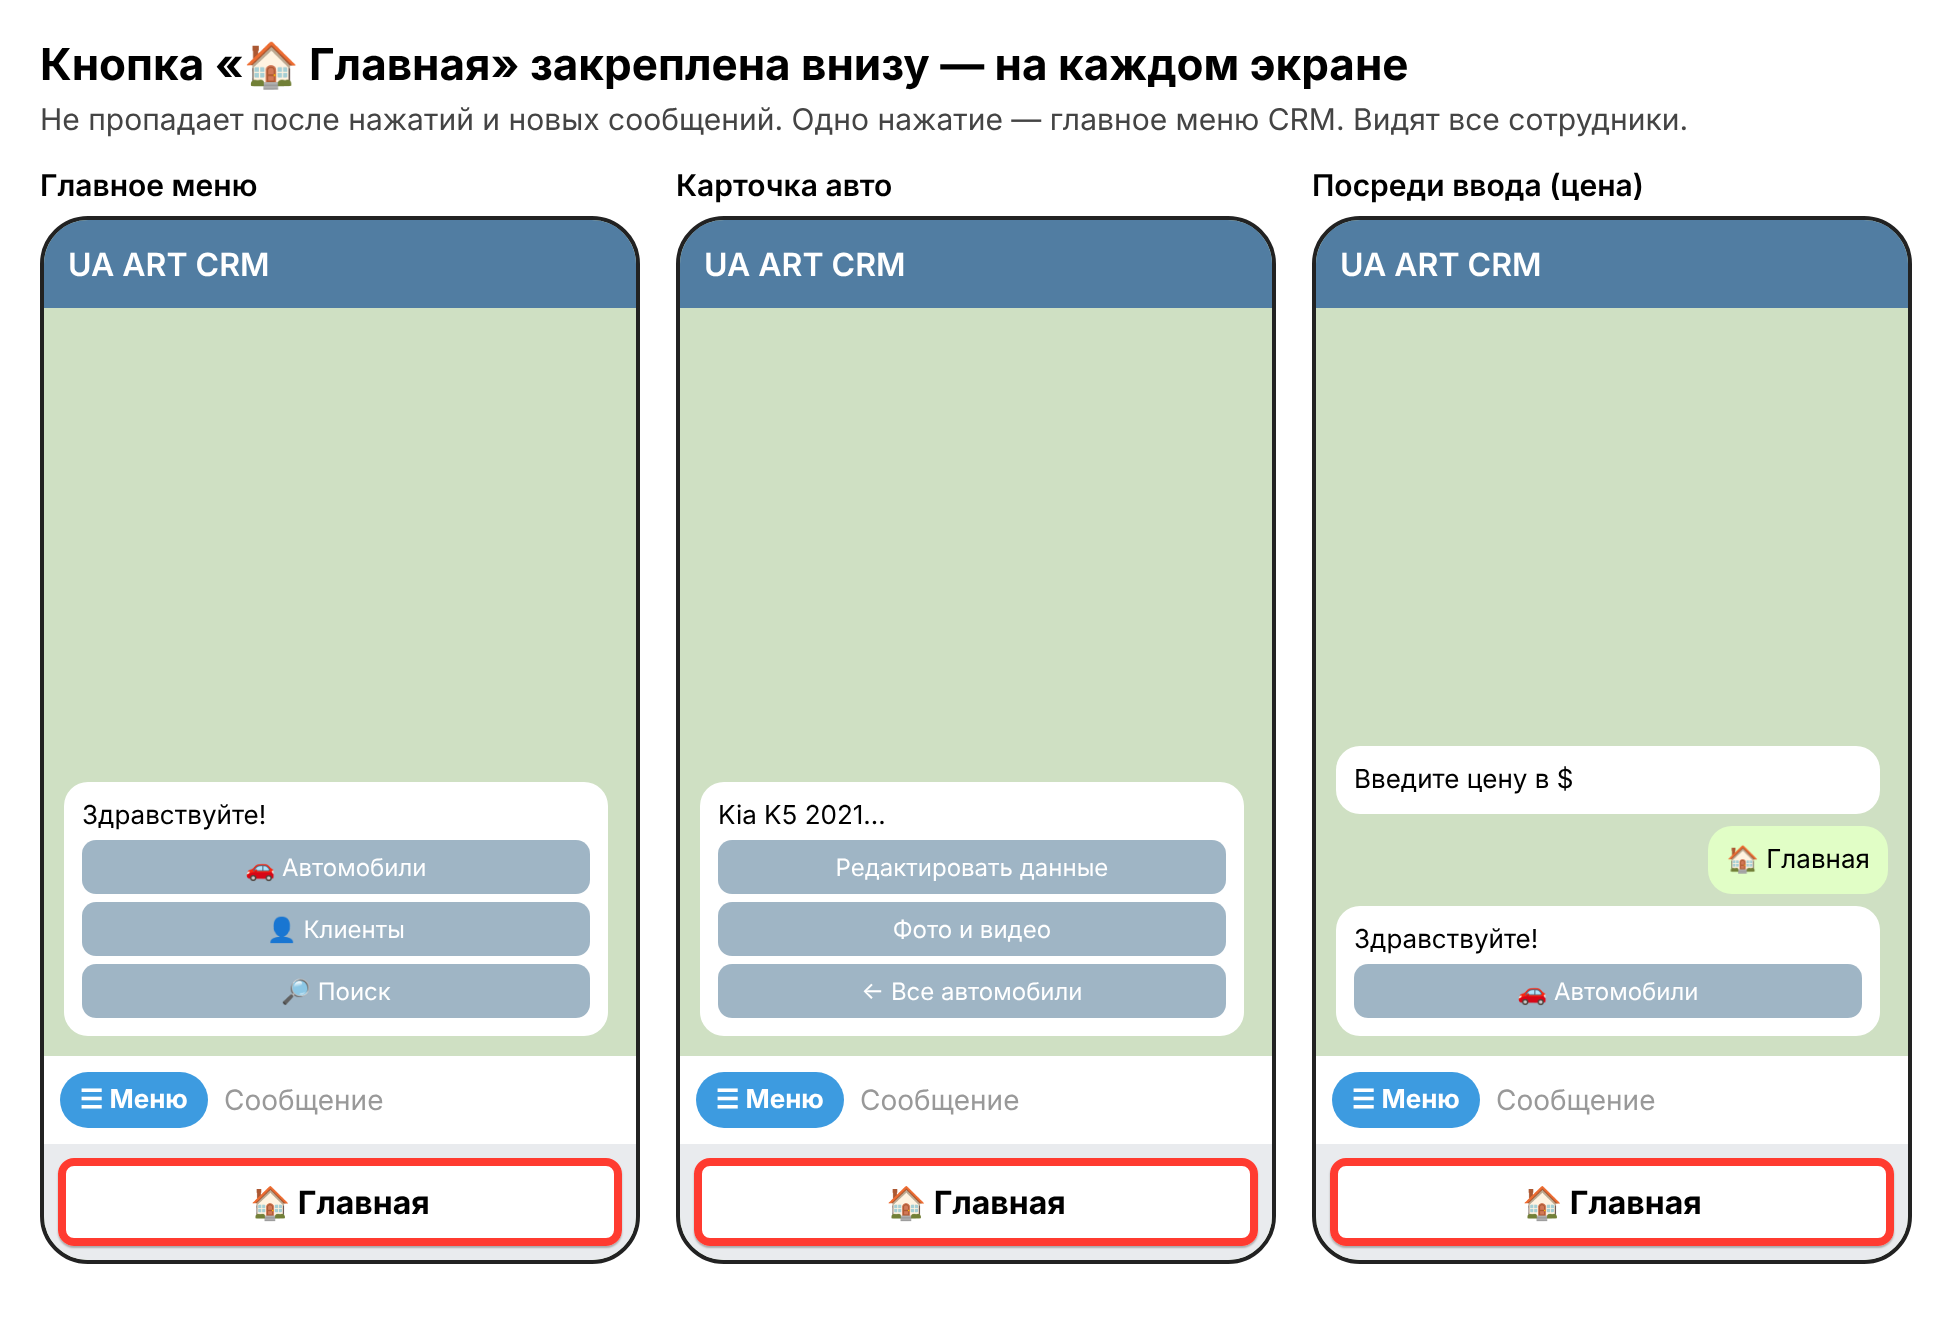 Кнопка «🏠 Главная» закреплена внизу — на каждом экране
Не пропадает после нажатий и новых сообщений. Одно нажатие — главное меню CRM. Видят все сотрудники.
Главное меню
UA ART CRM
Здравствуйте!
🚗 Автомобили
👤 Клиенты
🔎 Поиск
☰ Меню
Сообщение
🏠 Главная
Карточка авто
UA ART CRM
Kia K5 2021...
Редактировать данные
Фото и видео
← Все автомобили
☰ Меню
Сообщение
🏠 Главная
Посреди ввода (цена)
UA ART CRM
Введите цену в $
🏠 Главная
Здравствуйте!
🚗 Автомобили
☰ Меню
Сообщение
🏠 Главная